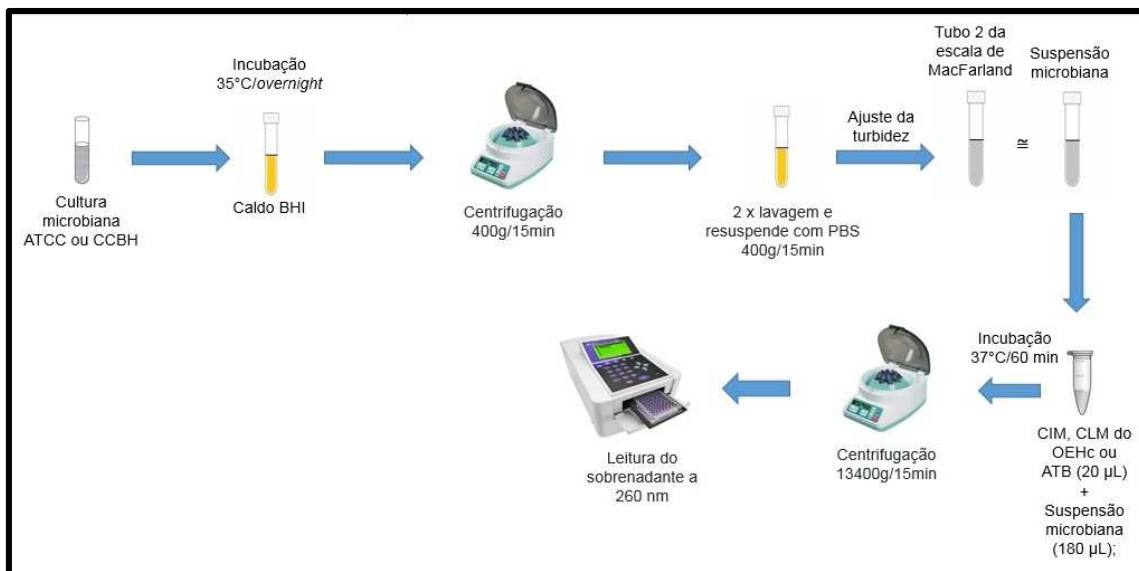 Cultura
microbiana
ATCC ou CCBH
Incubação
35°C/overnight
Caldo BHI
Centrifugação
400g/15min
2 x lavagem e
resuspende com PBS
400g/15min
Ajuste da
turbidez
Tubo 2 da
escala de
MacFarland
≅
Suspensão
microbiana
CIM, CLM do
OEHc ou
ATB (20 µL)
+
Suspensão
microbiana
(180 µL);
Incubação
37°C/60 min
Centrifugação
13400g/15min
Leitura do
sobrenadante a
260 nm